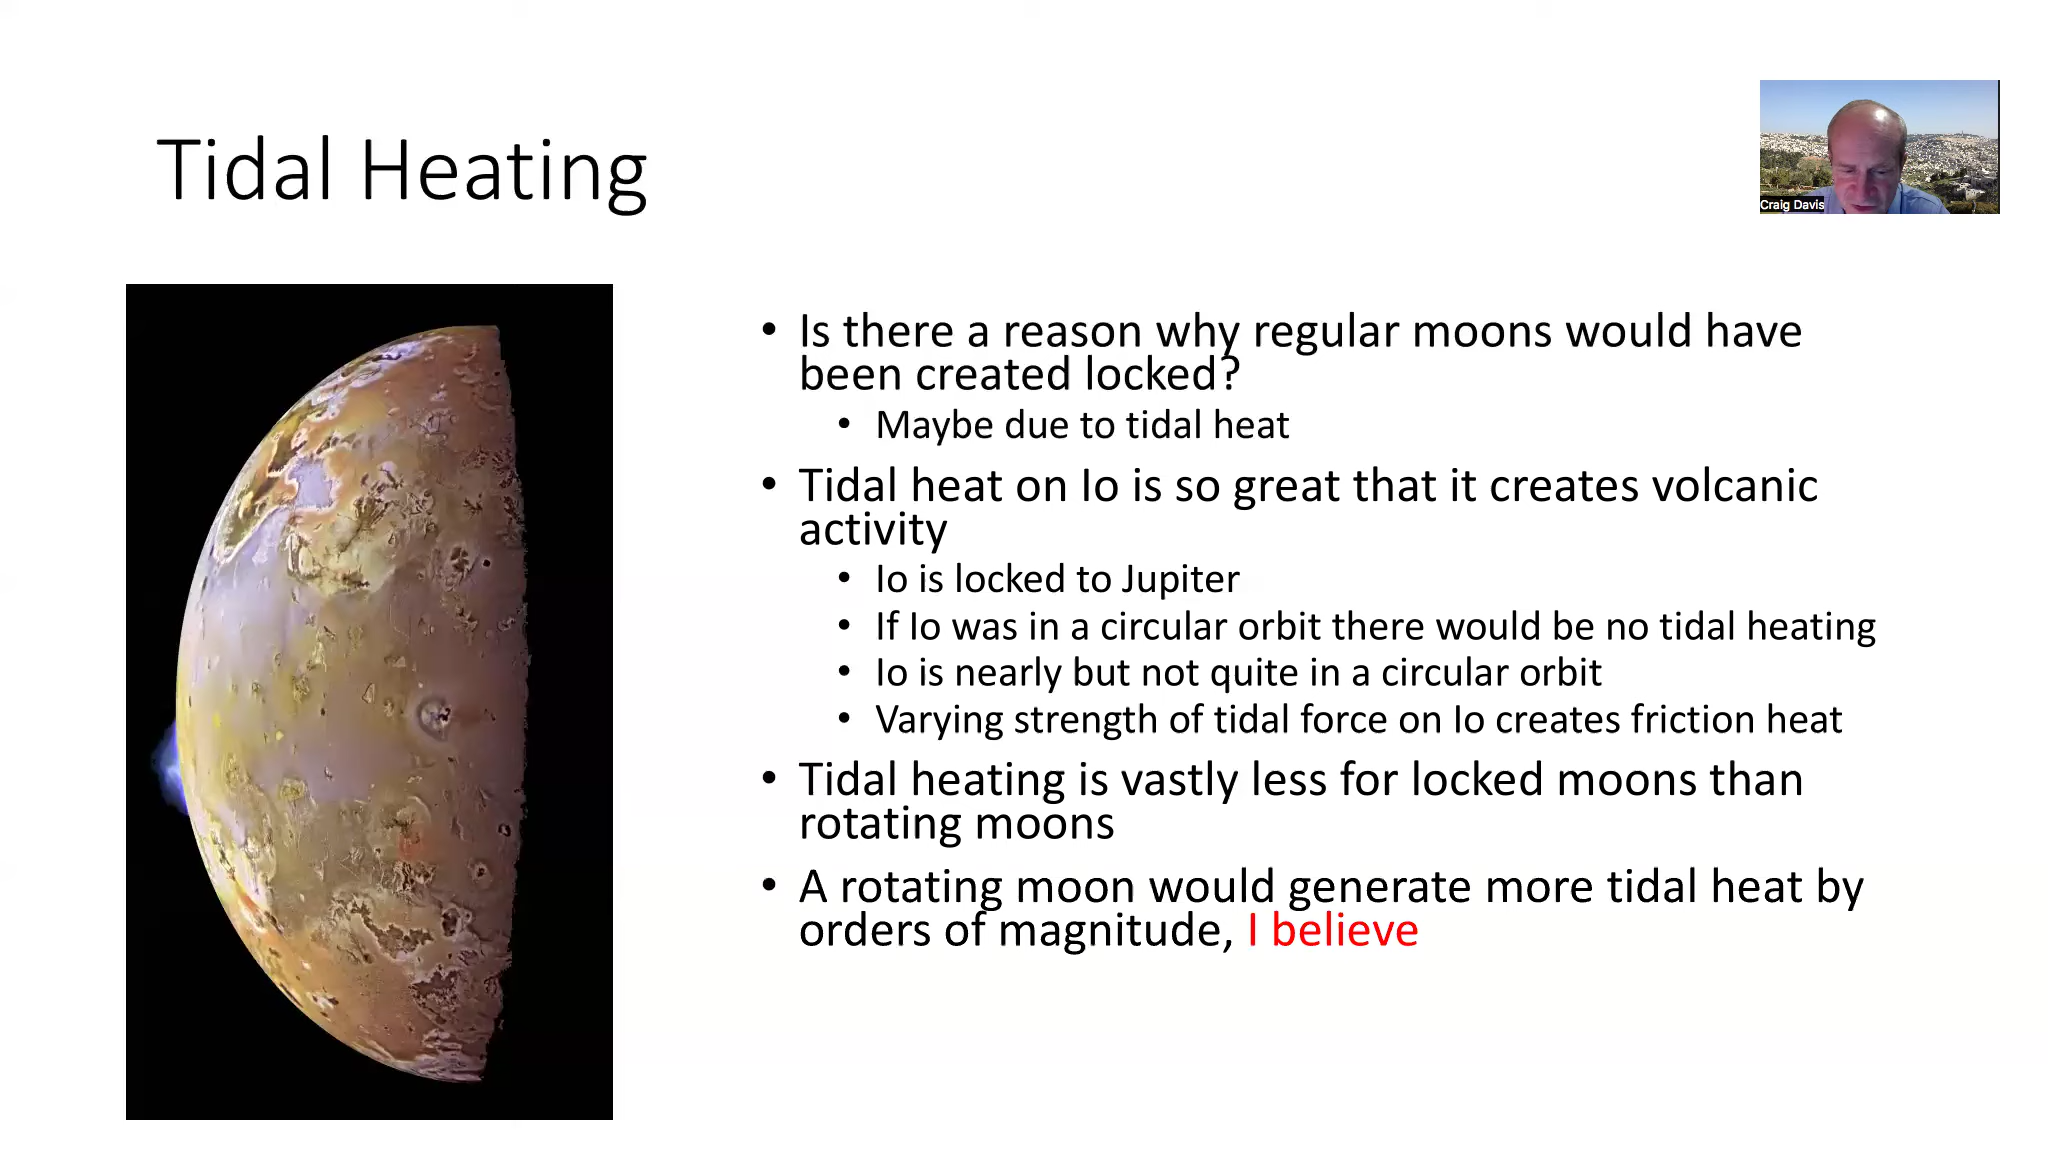 Tidal Heating
Craig Davis
• Is there a reason why regular moons would have
been created locked?
• Maybe due to tidal heat
• Tidal heat on Io is so great that it creates volcanic
activity
• Io is locked to Jupiter
• If Io was in a circular orbit there would be no tidal heating
• Io is nearly but not quite in a circular orbit
• Varying strength of tidal force on Io creates friction heat
• Tidal heating is vastly less for locked moons than
rotating moons
• A rotating moon would generate more tidal heat by
orders of magnitude, I believe